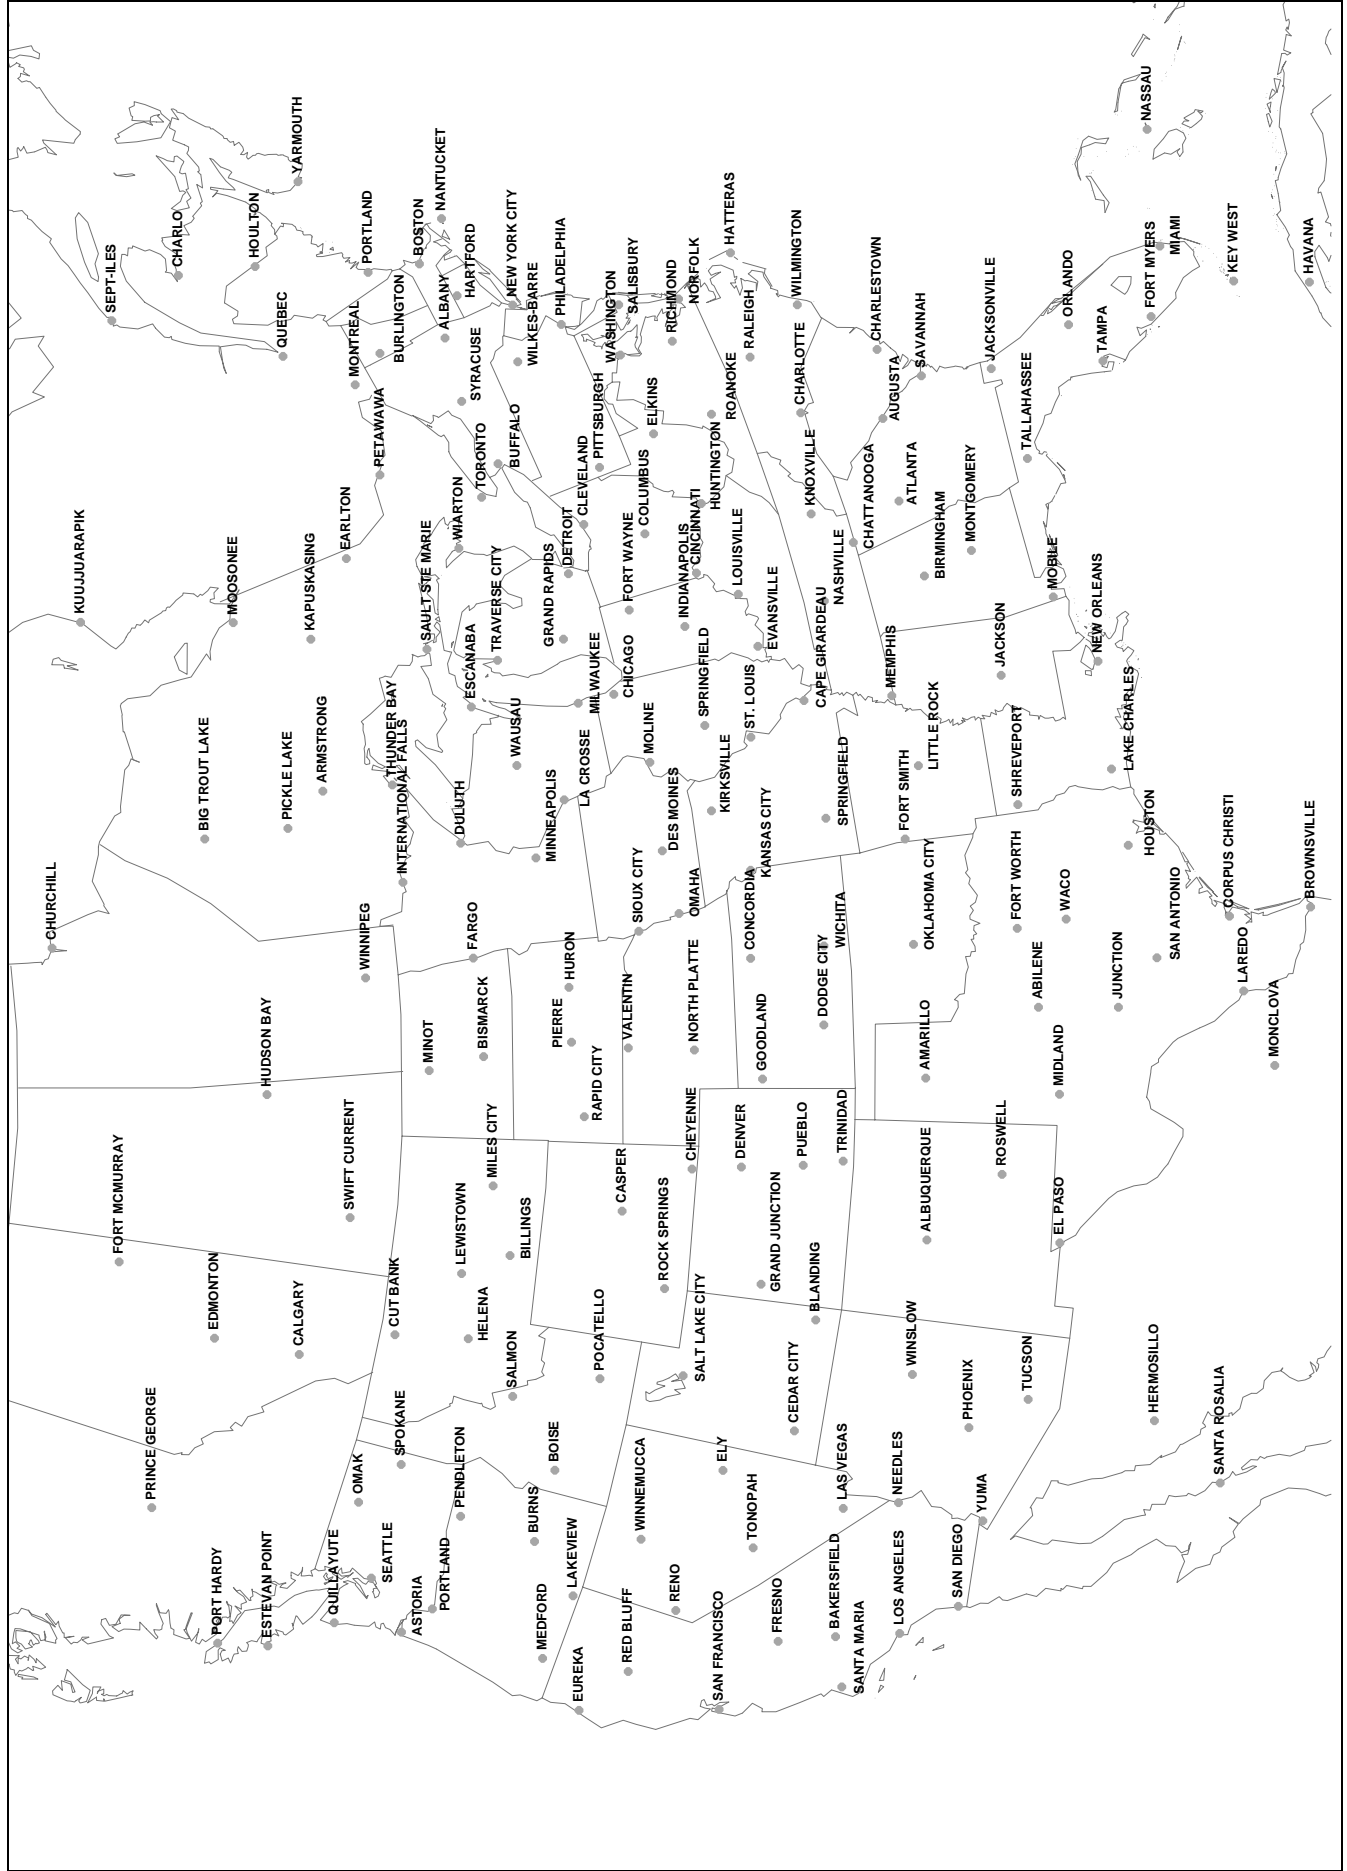 CHURCHILL
KUUJUARAPIK
SEPT-ILES
FORT MCMURRAY
PRINCE GEORGE
CHARLO
BIG TROUT LAKE
EDMONTON
PORT HARDY
MOOSONEE
HOULTON
HUDSON BAY
ESTEVAN POINT
QUEBEC
PICKLE LAKE
CALGARY
YARMOUTH
KAPUSKASING
ARMSTRONG
QUILLAYUTE
EARLTON
SWIFT CURRENT
MONTREAL
OMAK
WINNIPEG
PORTLAND
SEATTLE
PETAWAWA
BURLINGTON
THUNDER BAY
INTERNATIONAL FALLS
CUT BANK
SPOKANE
ASTORIA
BOSTON
SAULT STE MARIE
MINOT
PORTLAND
NANTUCKET
ALBANY
WIARTON
DULUTH
LEWISTOWN
PENDLETON
HARTFORD
SYRACUSE
ESCANABA
FARGO
HELENA
TORONTO
BISMARCK
MILES CITY
TRAVERSE CITY
BUFFALO
NEW YORK CITY
WAUSAU
BILLINGS
SALMON
WILKES-BARRE
BURNS
MEDFORD
MINNEAPOLIS
BOISE
PHILADELPHIA
GRAND RAPIDS
DETROIT
HURON
PIERRE
LAKEVIEW
EUREKA
CLEVELAND
MILWAUKEE
LA CROSSE
RAPID CITY
PITTSBURGH
POCATELLO
WASHINGTON
SALISBURY
CHICAGO
CASPER
FORT WAYNE
VALENTIN
RED BLUFF
SIOUX CITY
WINNEMUCCA
COLUMBUS
MOLINE
ELKINS
DES MOINES
ROCK SPRINGS
RICHMOND
RENO
NORFOLK
INDIANAPOLIS
OMAHA
NORTH PLATTE
CHEYENNE
CINCINNATI
SALT LAKE CITY
SPRINGFIELD
HUNTINGTON
KIRKSVILLE
SAN FRANCISCO
ELY
ROANOKE
HATTERAS
LOUISVILLE
DENVER
RALEIGH
ST. LOUIS
CONCORDIA
TONOPAH
KANSAS CITY
EVANSVILLE
GOODLAND
GRAND JUNCTION
FRESNO
WILMINGTON
CHARLOTTE
CEDAR CITY
PUEBLO
KNOXVILLE
BLANDING
CAPE GIRARDEAU
DODGE CITY
NASHVILLE
SPRINGFIELD
WICHITA
TRINIDAD
LAS VEGAS
BAKERSFIELD
SANTA MARIA
CHATTANOOGA
CHARLESTOWN
AUGUSTA
MEMPHIS
NEEDLES
LOS ANGELES
FORT SMITH
ATLANTA
WINSLOW
SAVANNAH
LITTLE ROCK
OKLAHOMA CITY
AMARILLO
ALBUQUERQUE
BIRMINGHAM
SAN DIEGO
PHOENIX
MONTGOMERY
YUMA
JACKSONVILLE
JACKSON
ROSWELL
SHREVEPORT
FORT WORTH
TALLAHASSEE
TUCSON
ABILENE
MOBILE
MIDLAND
EL PASO
ORLANDO
WACO
NEW ORLEANS
TAMPA
LAKE CHARLES
JUNCTION
HOUSTON
NASSAU
FORT MYERS
HERMOSILLO
MIAMI
SAN ANTONIO
SANTA ROSALIA
KEY WEST
CORPUS CHRISTI
LAREDO
MONCLOVA
HAVANA
BROWNSVILLE